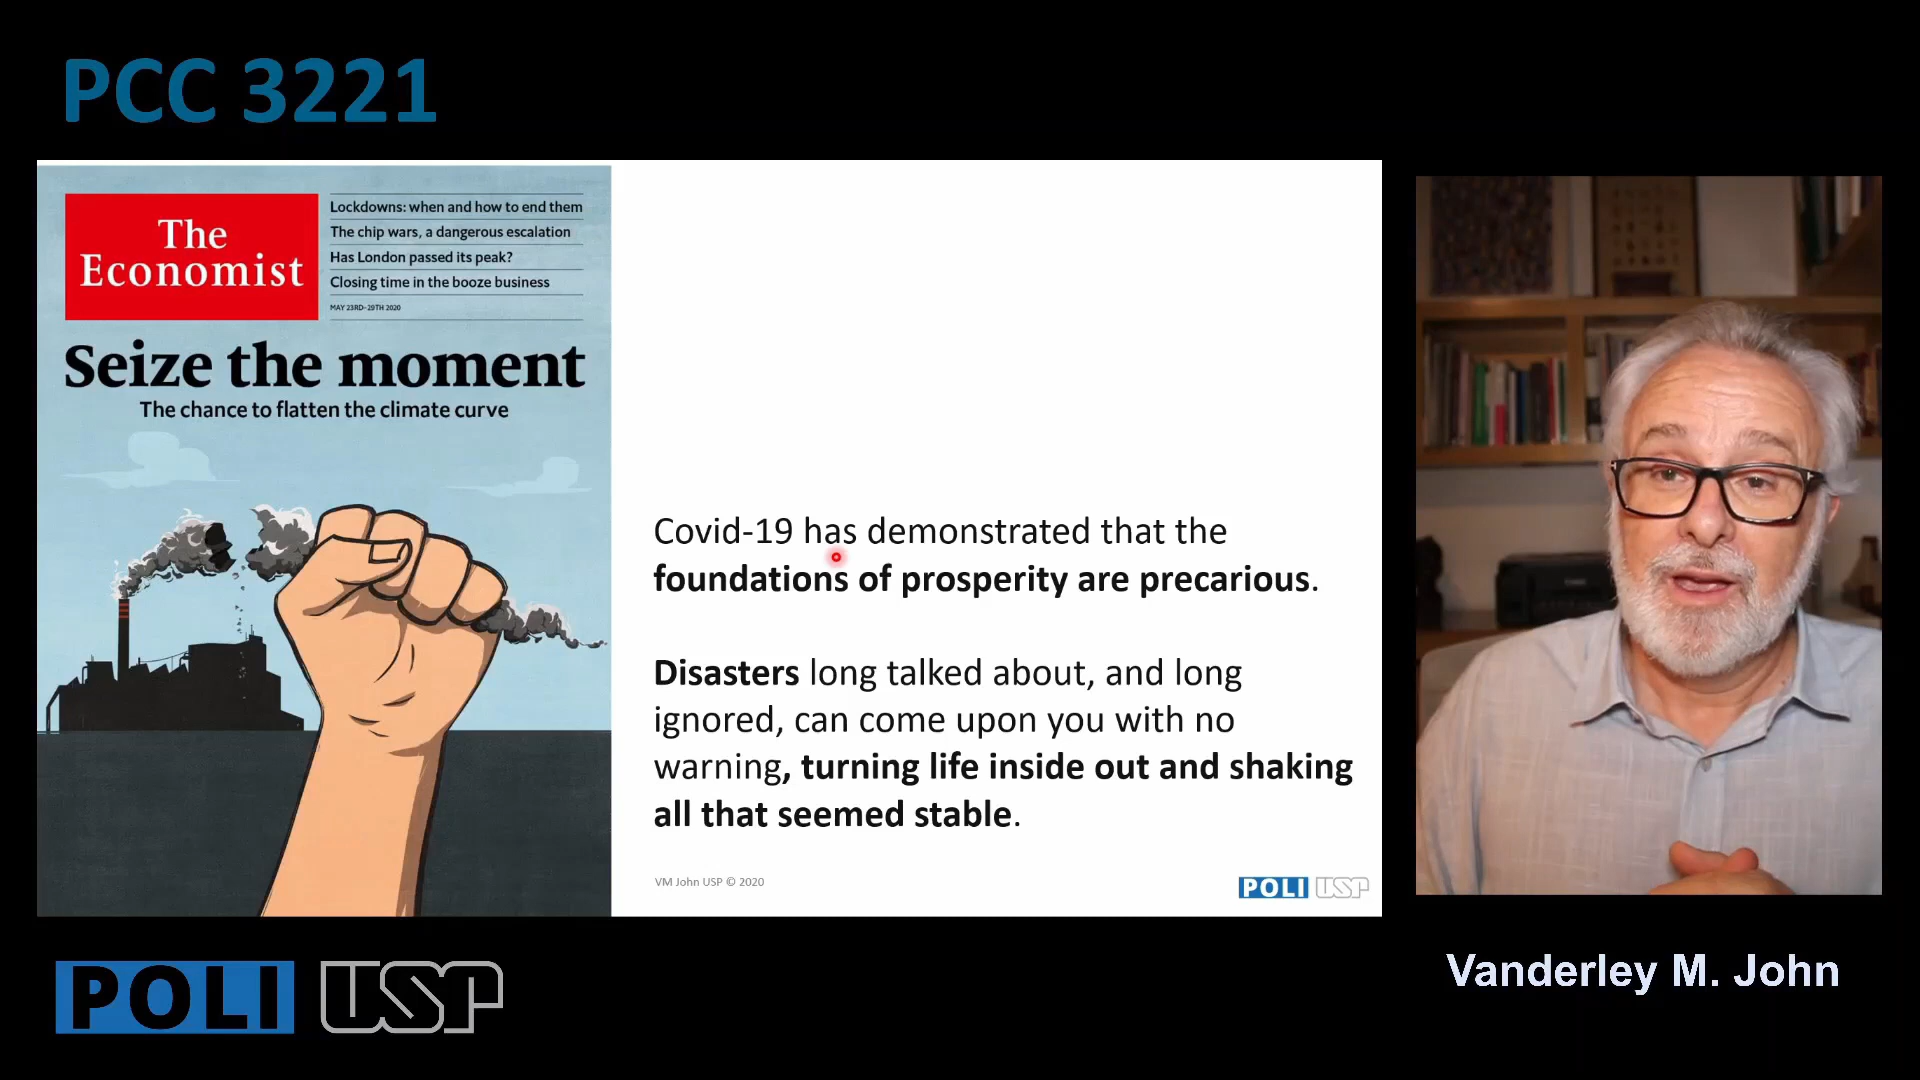 PCC 3221
The
Economist
Lockdowns: when and how to end them
The chip wars, a dangerous escalation
Has London passed its peak?
Closing time in the booze business
MAY 23RD–29TH 2020
Seize the moment
The chance to flatten the climate curve
Covid-19 has demonstrated that the
foundations of prosperity are precarious.
Disasters long talked about, and long
ignored, can come upon you with no
warning, turning life inside out and shaking
all that seemed stable.
VM John USP © 2020
POLI USP
POLI USP
Vanderley M. John